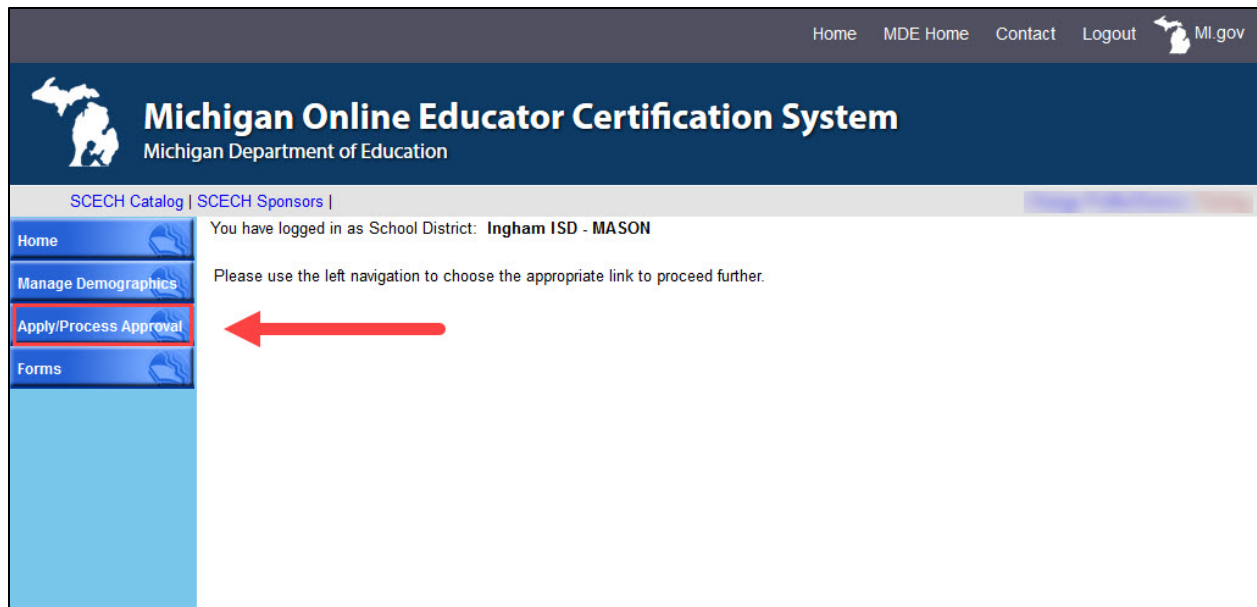 Home MDE Home Contact Logout MI.gov
Michigan Online Educator Certification System
Michigan Department of Education
SCECH Catalog | SCECH Sponsors |
Home
Manage Demographics
Apply/Process Approval
Forms
You have logged in as School District: Ingham ISD - MASON
Please use the left navigation to choose the appropriate link to proceed further.